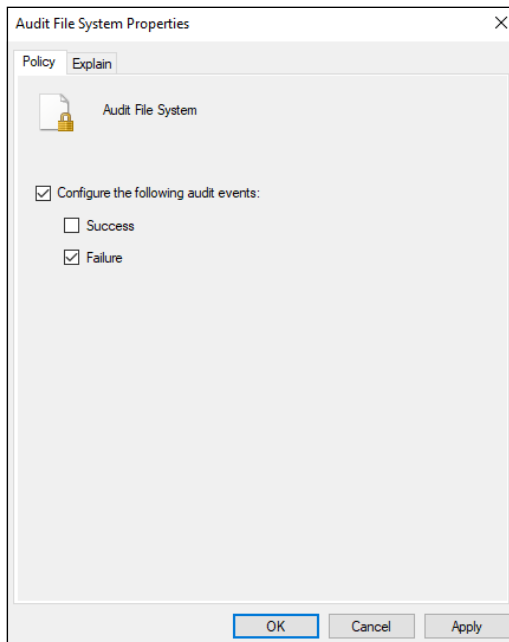 Audit File System Properties
Policy Explain
Audit File System
Configure the following audit events:
Success
Failure
OK Cancel Apply